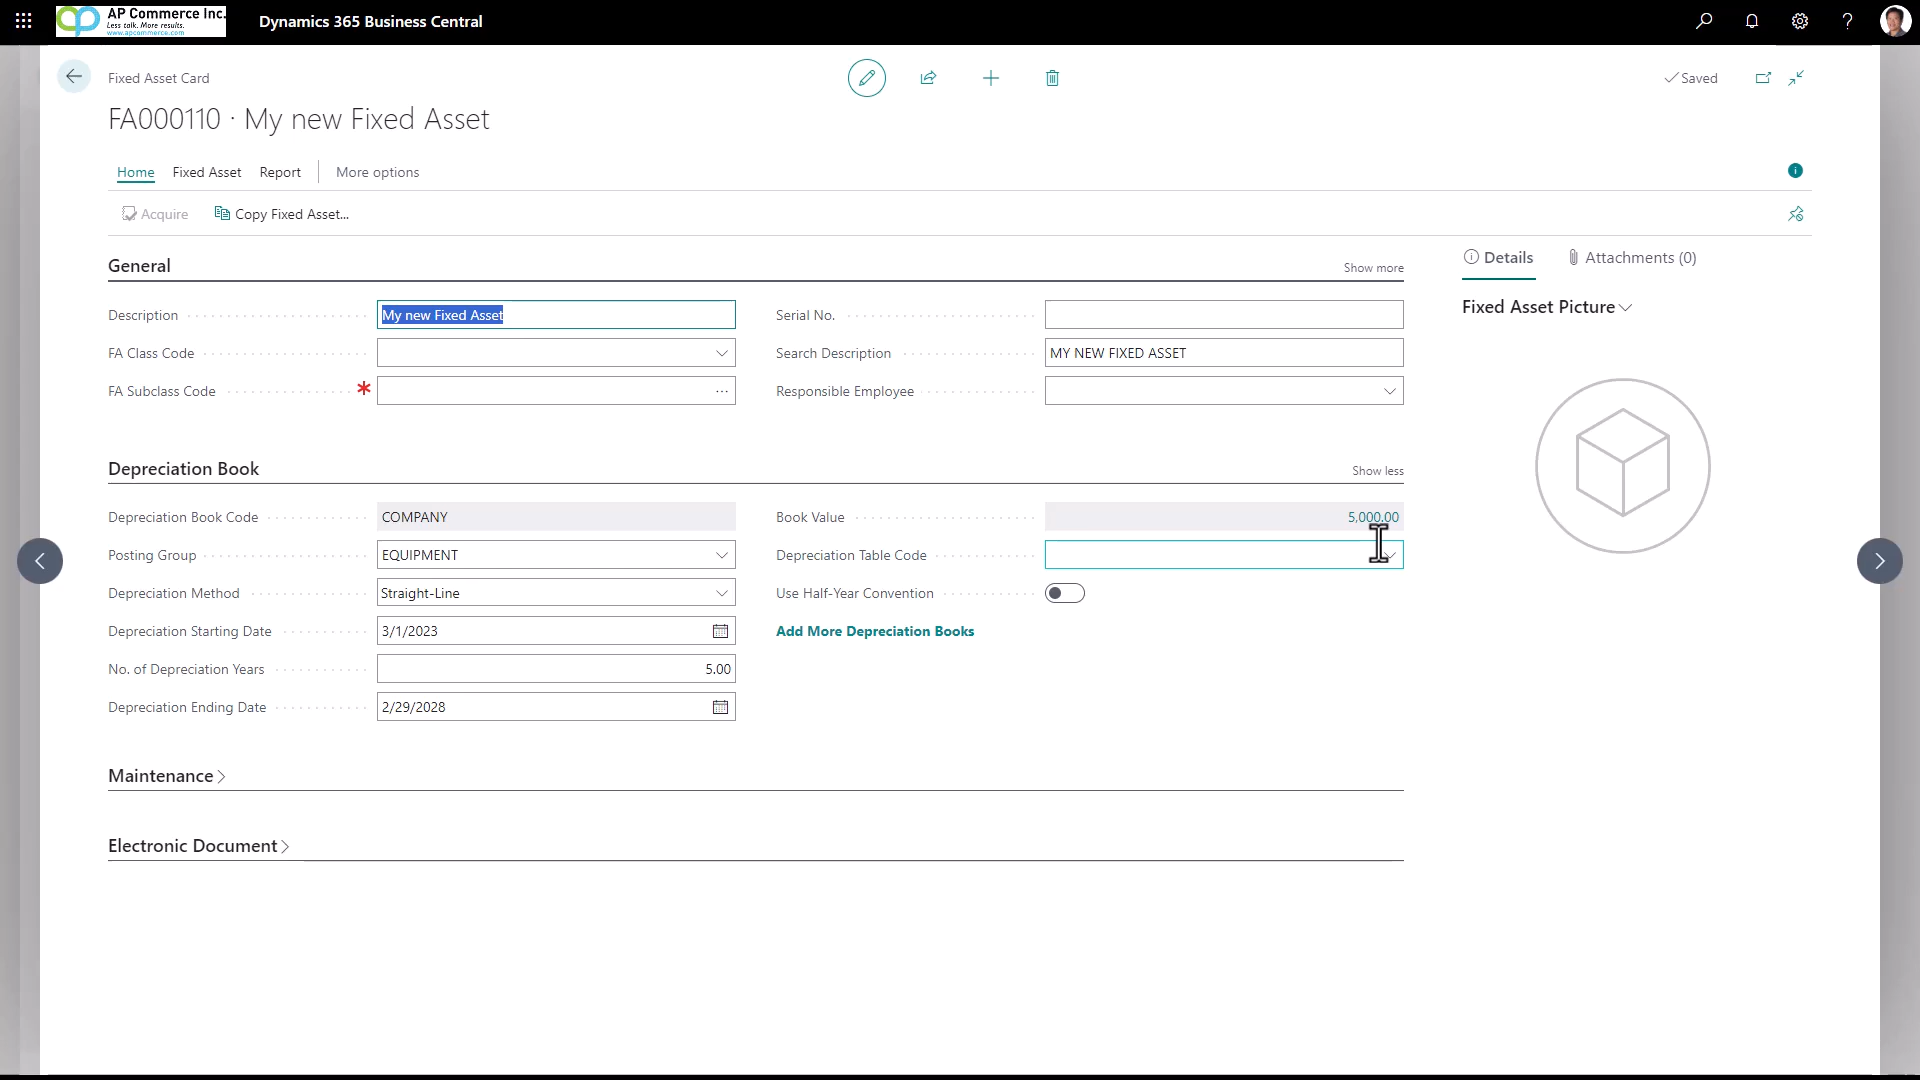 AP Commerce Inc.
Less talk. More results.
www.apcommerce.com
Dynamics 365 Business Central
Fixed Asset Card
Saved
FA000110 · My new Fixed Asset
Home Fixed Asset Report More options
Acquire Copy Fixed Asset...
General Show more
Description My new Fixed Asset
FA Class Code
FA Subclass Code *
Serial No.
Search Description MY NEW FIXED ASSET
Responsible Employee
Depreciation Book Show less
Depreciation Book Code COMPANY
Posting Group EQUIPMENT
Depreciation Method Straight-Line
Depreciation Starting Date 3/1/2023
No. of Depreciation Years 5.00
Depreciation Ending Date 2/29/2028
Book Value 5,000.00
Depreciation Table Code
Use Half-Year Convention
Add More Depreciation Books
Maintenance
Electronic Document
Details Attachments (0)
Fixed Asset Picture